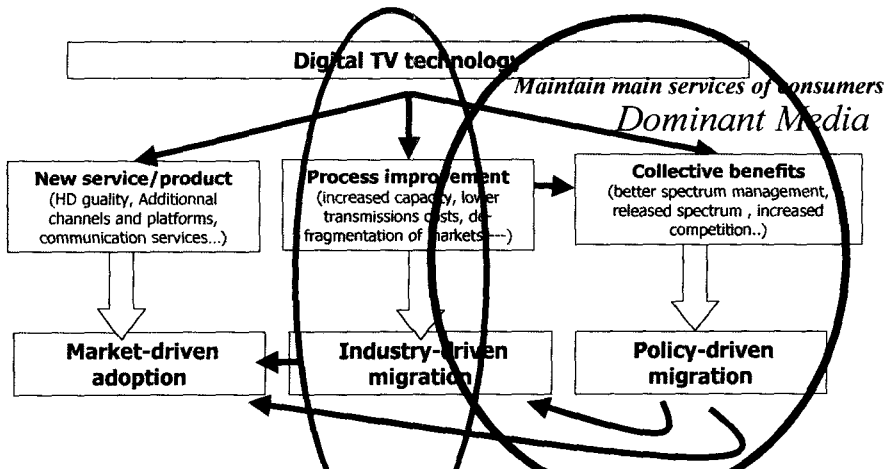 Digital TV technology
Maintain main services of consumers
Dominant Media
New service/product
(HD guality, Additionnal
channels and platforms,
communication services...)
Process improvement
(increased capacity, lower
transmissions costs, de-
fragmentation of markets----)
Collective benefits
(better spectrum management,
released spectrum , increased
competition..)
Market-driven
adoption
Industry-driven
migration
Policy-driven
migration